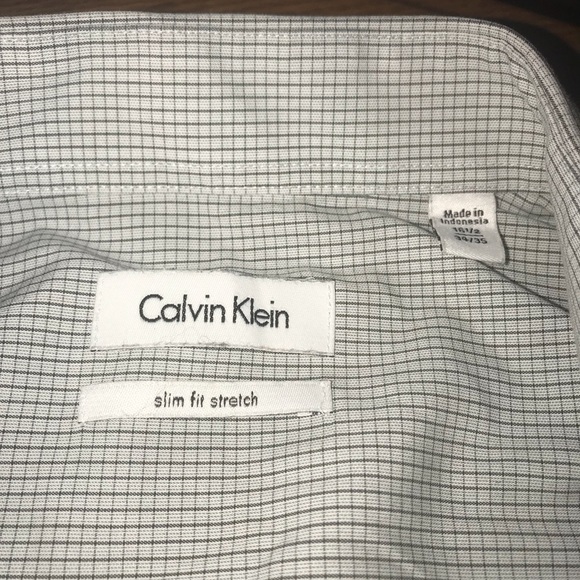 Made in
Indonesia
16 1/2
34/35
Calvin Klein
slim fit stretch